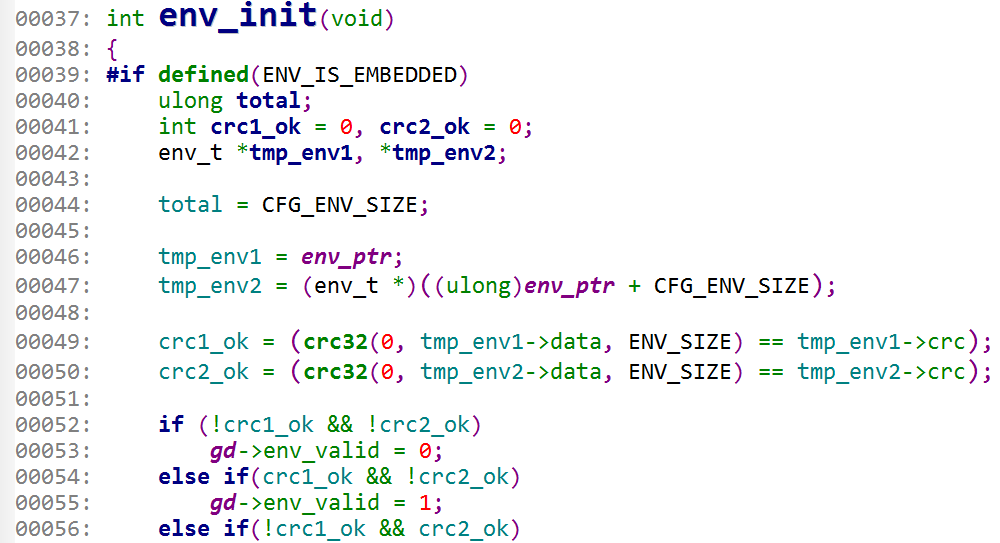 00037: int env_init(void)
00038: {
00039: #if defined(ENV_IS_EMBEDDED)
00040:     ulong total;
00041:     int crc1_ok = 0, crc2_ok = 0;
00042:     env_t *tmp_env1, *tmp_env2;
00043:
00044:     total = CFG_ENV_SIZE;
00045:
00046:     tmp_env1 = env_ptr;
00047:     tmp_env2 = (env_t *)((ulong)env_ptr + CFG_ENV_SIZE);
00048:
00049:     crc1_ok = (crc32(0, tmp_env1->data, ENV_SIZE) == tmp_env1->crc);
00050:     crc2_ok = (crc32(0, tmp_env2->data, ENV_SIZE) == tmp_env2->crc);
00051:
00052:     if (!crc1_ok && !crc2_ok)
00053:         gd->env_valid = 0;
00054:     else if(crc1_ok && !crc2_ok)
00055:         gd->env_valid = 1;
00056:     else if(!crc1_ok && crc2_ok)